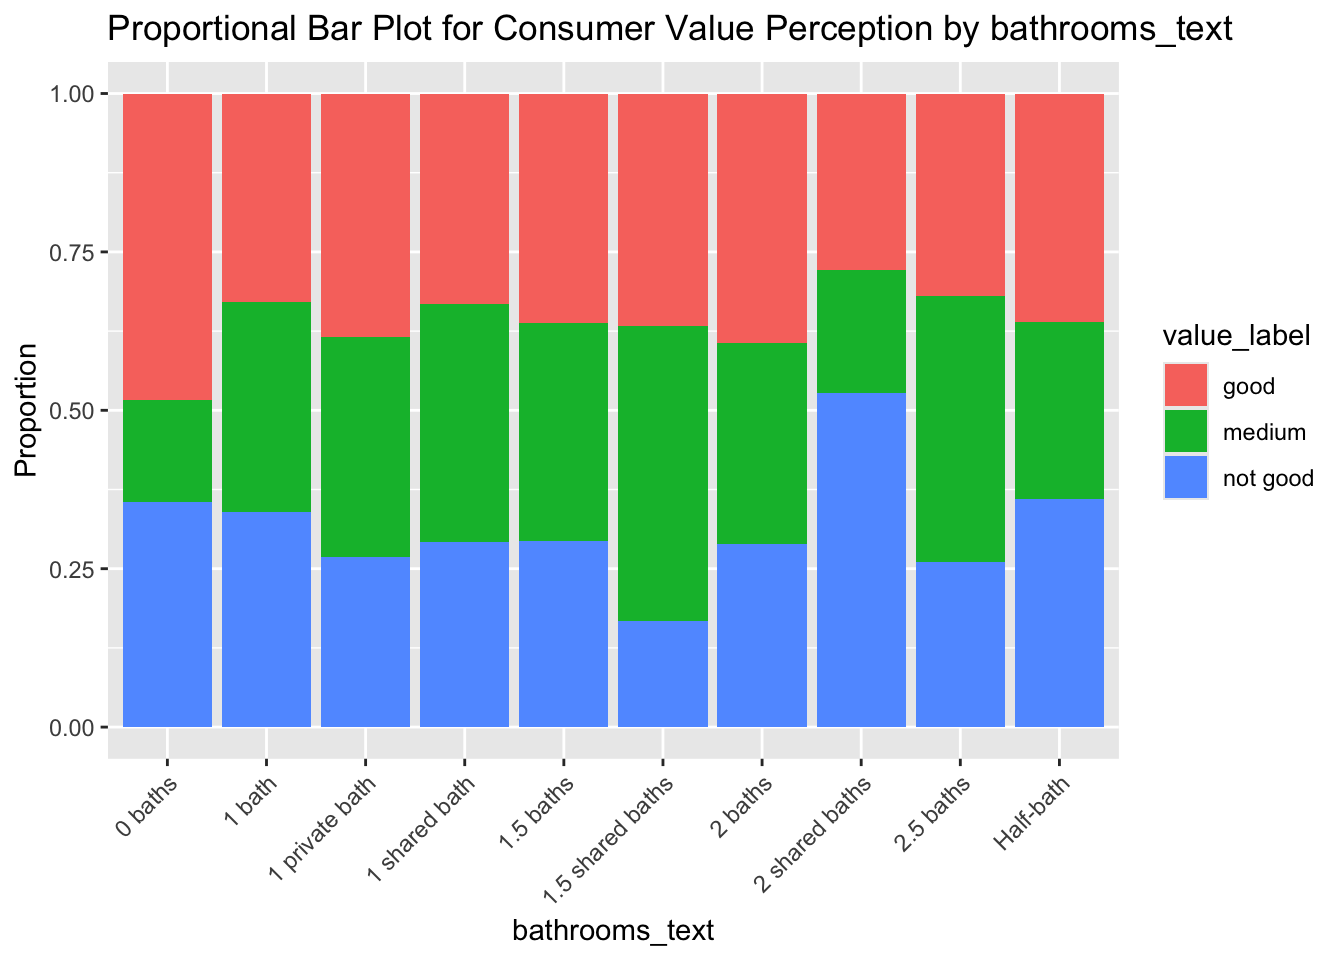 Proportional Bar Plot for Consumer Value Perception by bathrooms_text
1.00
0.75
0.50
0.25
0.00
Proportion
0 baths
1 bath
1 private bath
1 shared bath
1.5 baths
1.5 shared baths
2 baths
2 shared baths
2.5 baths
Half-bath
bathrooms_text
value_label
good
medium
not good